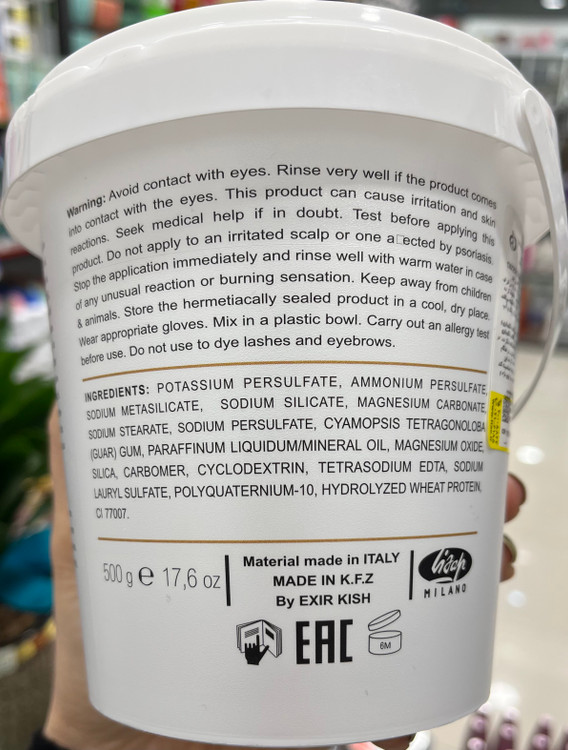 Warning: Avoid contact with eyes. Rinse very well if the product comes
into contact with the eyes. This product can cause irritation and skin
reactions. Seek medical help if in doubt. Test before applying this
product. Do not apply to an irritated scalp or one a□ected by psoriasis.
Stop the application immediately and rinse well with warm water in case
of any unusual reaction or burning sensation. Keep away from children
& animals. Store the hermetiacally sealed product in a cool, dry place.
Wear appropriate gloves. Mix in a plastic bowl. Carry out an allergy test
before use. Do not use to dye lashes and eyebrows.
INGREDIENTS: POTASSIUM PERSULFATE, AMMONIUM PERSULFATE,
SODIUM METASILICATE, SODIUM SILICATE, MAGNESIUM CARBONATE,
SODIUM STEARATE, SODIUM PERSULFATE, CYAMOPSIS TETRAGONOLOBA
(GUAR) GUM, PARAFFINUM LIQUIDUM/MINERAL OIL, MAGNESIUM OXIDE,
SILICA, CARBOMER, CYCLODEXTRIN, TETRASODIUM EDTA, SODIUM
LAURYL SULFATE, POLYQUATERNIUM-10, HYDROLYZED WHEAT PROTEIN,
CI 77007.
500 g e 17,6 oz
Material made in ITALY
MADE IN K.F.Z
By EXIR KISH
lisap
MILANO
EAC
6M